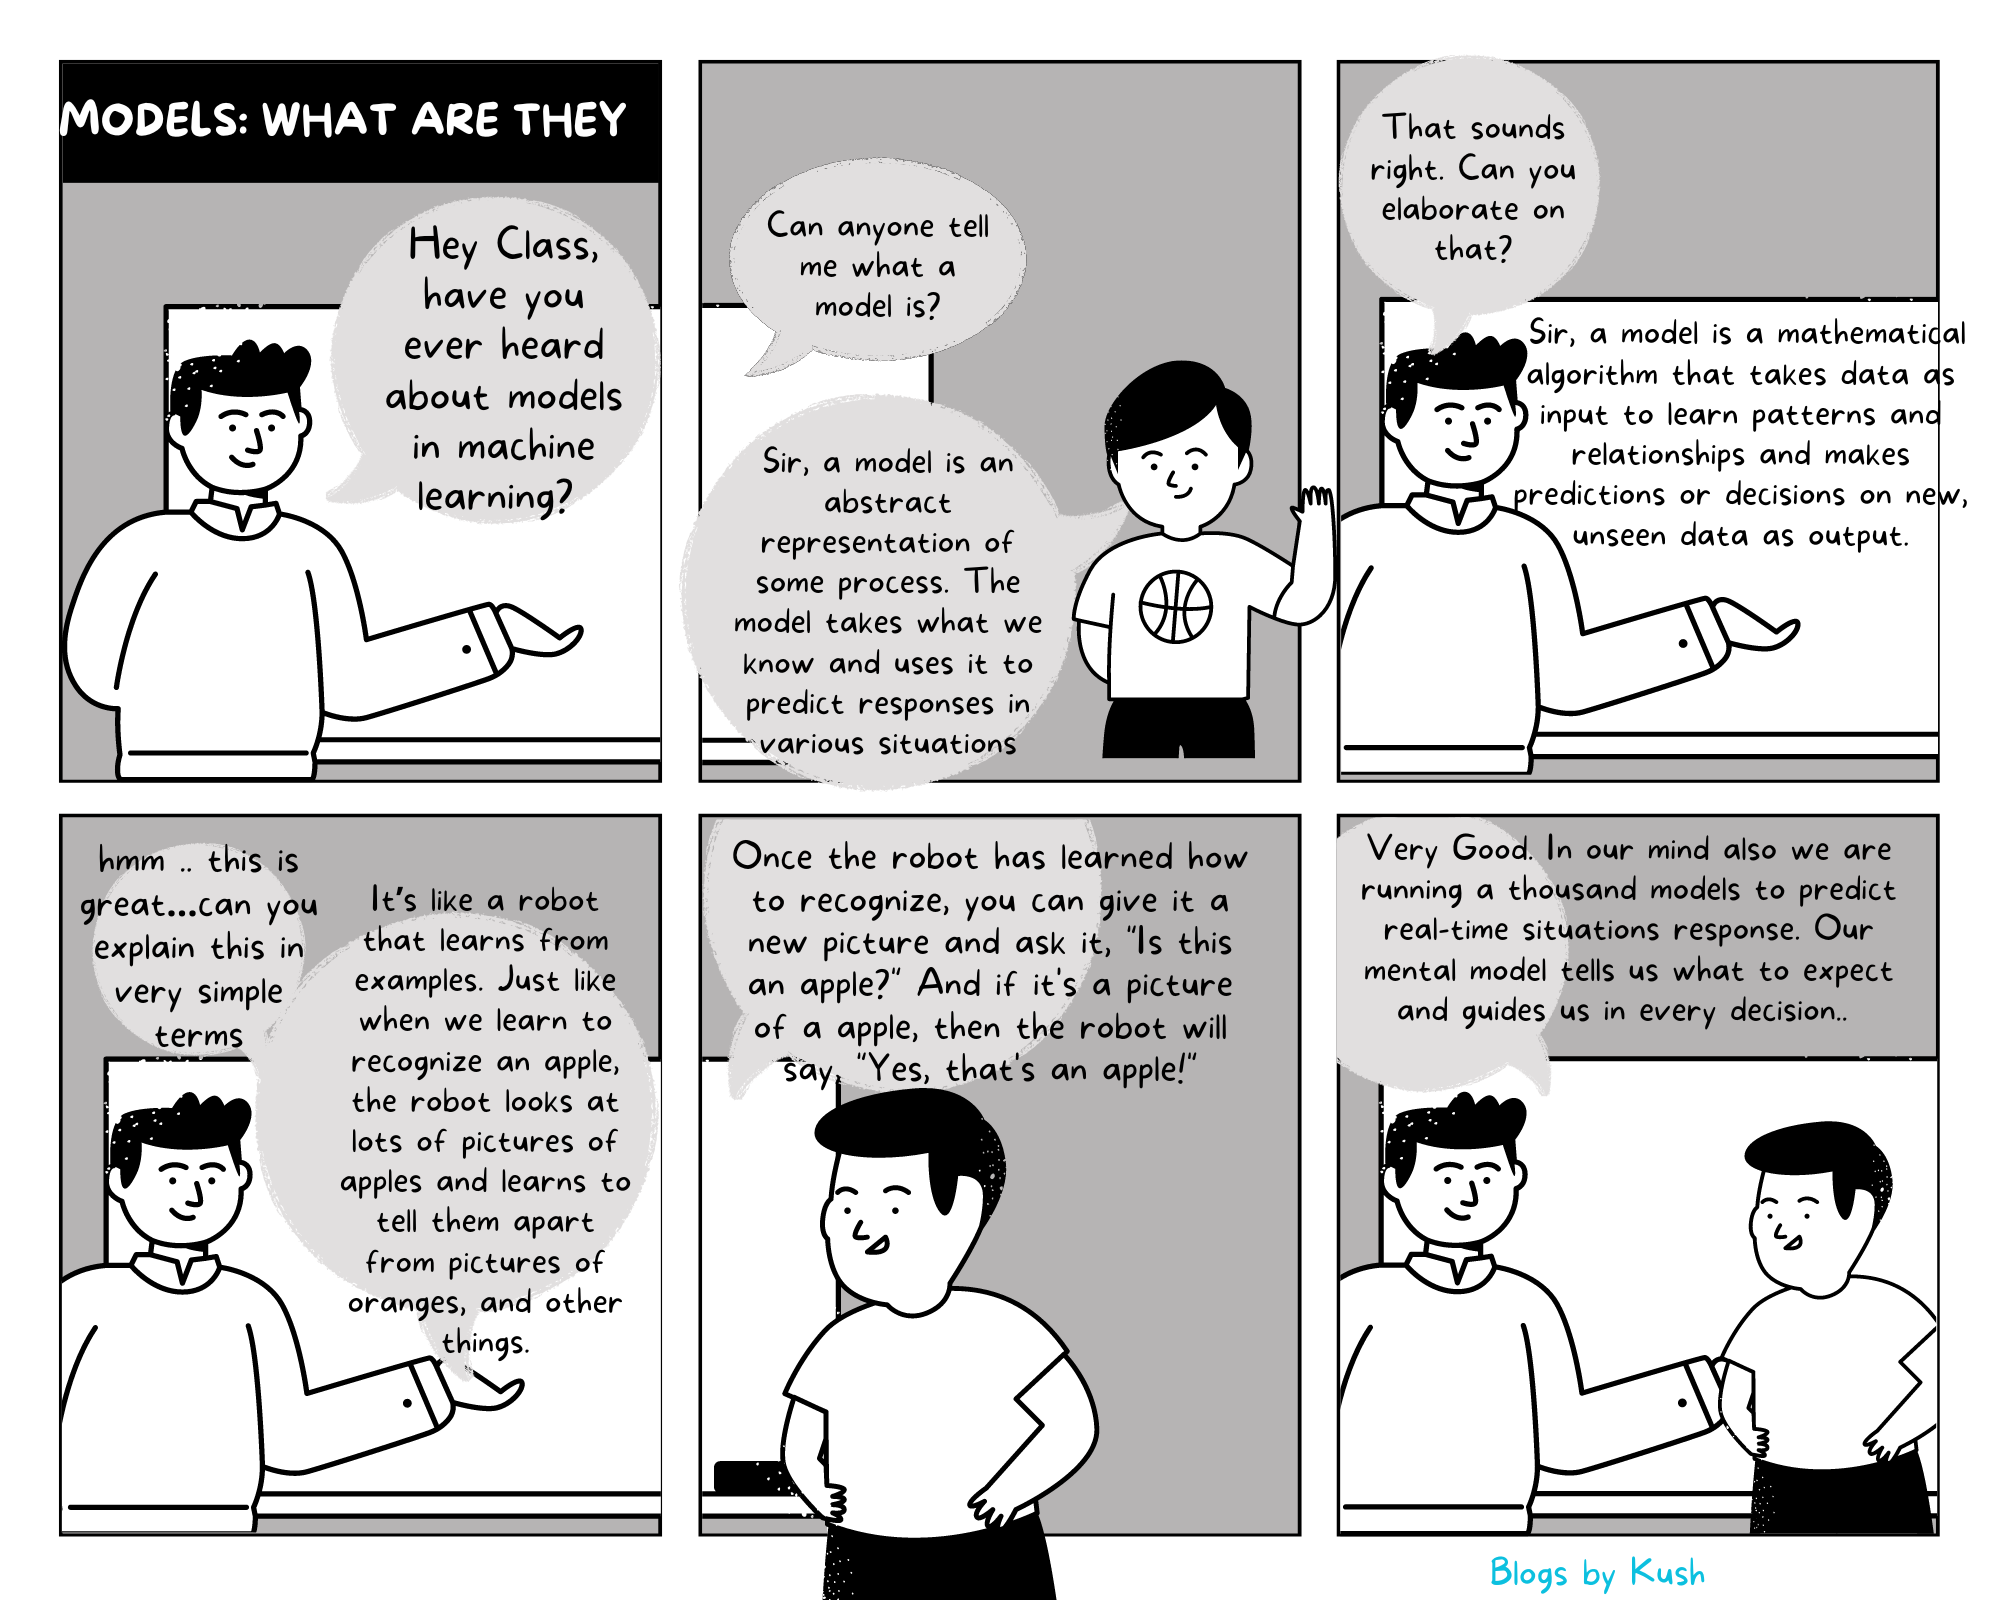 MODELS: WHAT ARE THEY
Hey Class,
have you
ever heard
about models
in machine
learning?
Can anyone tell
me what a
model is?
Sir, a model is an
abstract
representation of
some process. The
model takes what we
know and uses it to
predict responses in
various situations
That sounds
right. Can you
elaborate on
that?
Sir, a model is a mathematical
algorithm that takes data as
input to learn patterns and
relationships and makes
predictions or decisions on new,
unseen data as output.
hmm .. this is
great...can you
explain this in
very simple
terms
It's like a robot
that learns from
examples. Just like
when we learn to
recognize an apple,
the robot looks at
lots of pictures of
apples and learns to
tell them apart
from pictures of
oranges, and other
things.
Once the robot has learned how
to recognize, you can give it a
new picture and ask it, "Is this
an apple?" And if it's a picture
of a apple, then the robot will
say, "Yes, that's an apple!"
Very Good. In our mind also we are
running a thousand models to predict
real-time situations response. Our
mental model tells us what to expect
and guides us in every decision..
Blogs by Kush